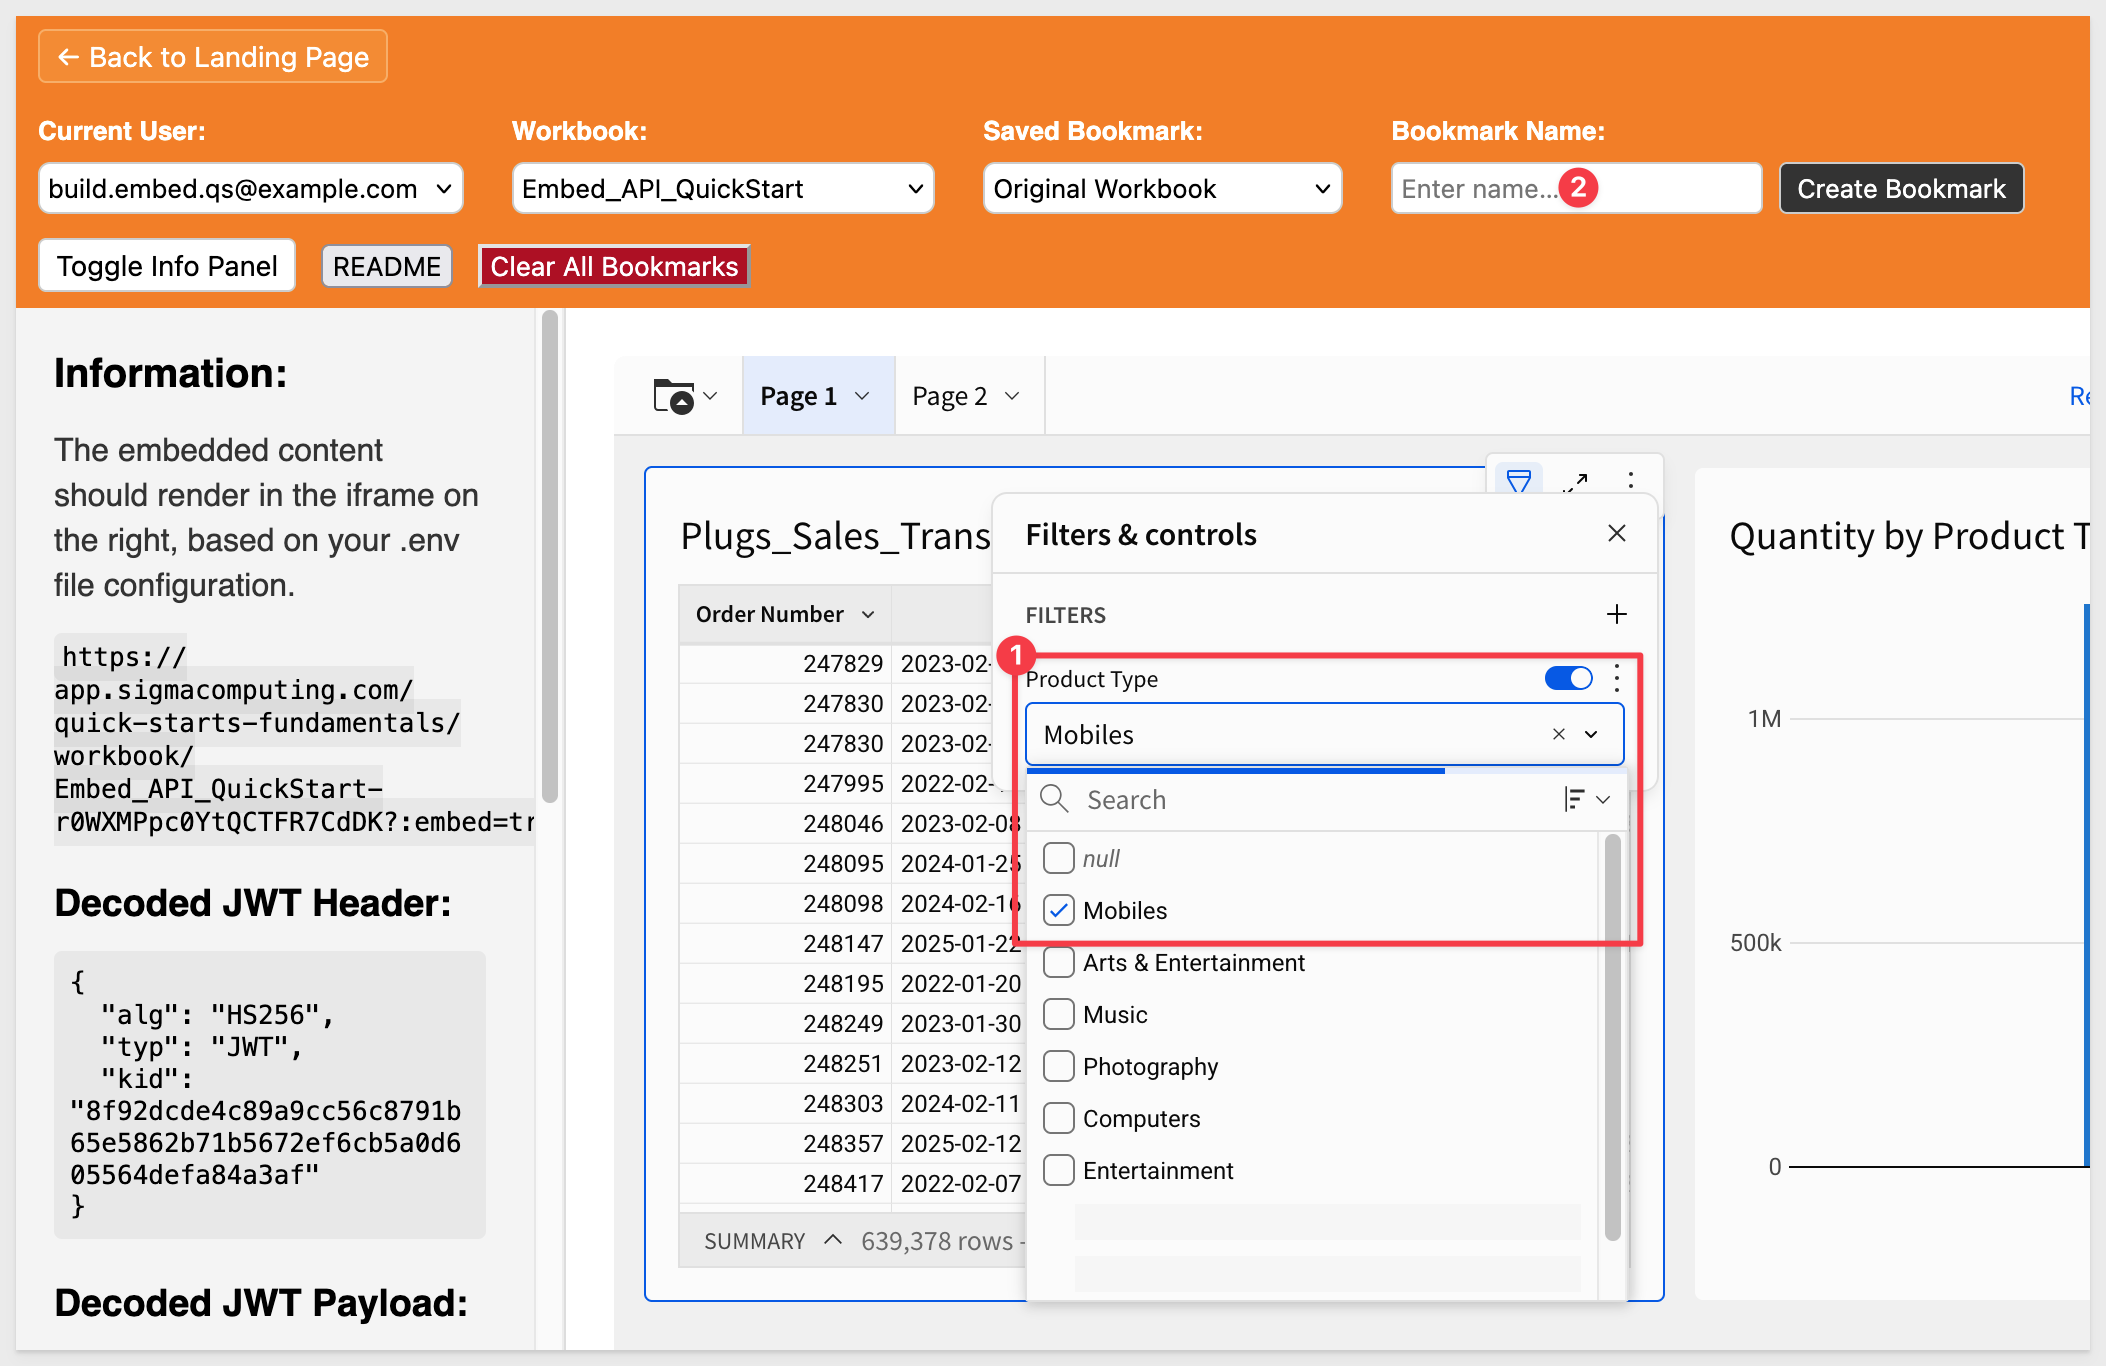 ← Back to Landing Page
Current User:
Workbook:
Saved Bookmark:
Bookmark Name:
build.embed.qs@example.com
Embed_API_QuickStart
Original Workbook
Enter name...
2
Create Bookmark
Toggle Info Panel
README
Clear All Bookmarks
Information:
The embedded content
should render in the iframe on
the right, based on your .env
file configuration.
https://
app.sigmacomputing.com/
quick-starts-fundamentals/
workbook/
Embed_API_QuickStart-
r0WXMPpc0YtQCTFR7CdDK?:embed=tr
Decoded JWT Header:
{
"alg": "HS256",
"typ": "JWT",
"kid":
"8f92dcde4c89a9cc56c8791b
65e5862b71b5672ef6cb5a0d6
05564defa84a3af"
}
Decoded JWT Payload:
Page 1
Page 2
Re
Plugs_Sales_Trans
Order Number
247829 2023-02-
247830 2023-02-
247830 2023-02-
247995 2022-02-
248046 2023-02-08
248095 2024-01-25
248098 2024-02-16
248147 2025-01-22
248195 2022-01-20
248249 2023-01-30
248251 2023-02-12
248303 2024-02-11
248357 2025-02-12
248417 2022-02-07
SUMMARY 639,378 rows -
Filters & controls
FILTERS
1
Product Type
Mobiles
Search
null
Mobiles
Arts & Entertainment
Music
Photography
Computers
Entertainment
Quantity by Product T
1M
500k
0